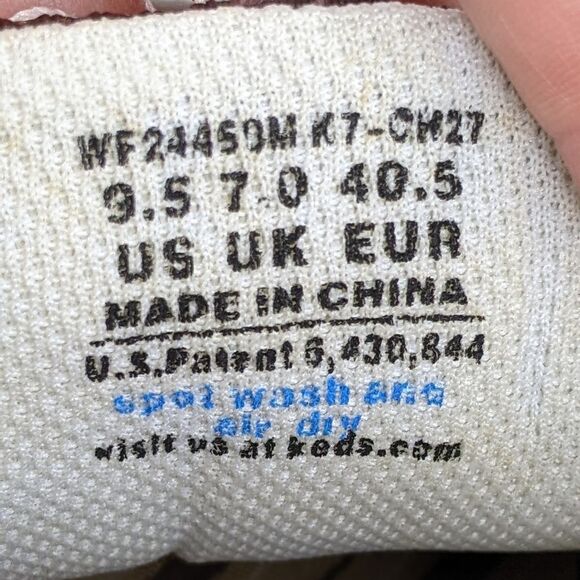 WF24450M K7-CH27
9.5 7.0 40.5
US UK EUR
MADE IN CHINA
U.S.Patent 6,430,844
spot wash and
air dry
visit us at keds.com